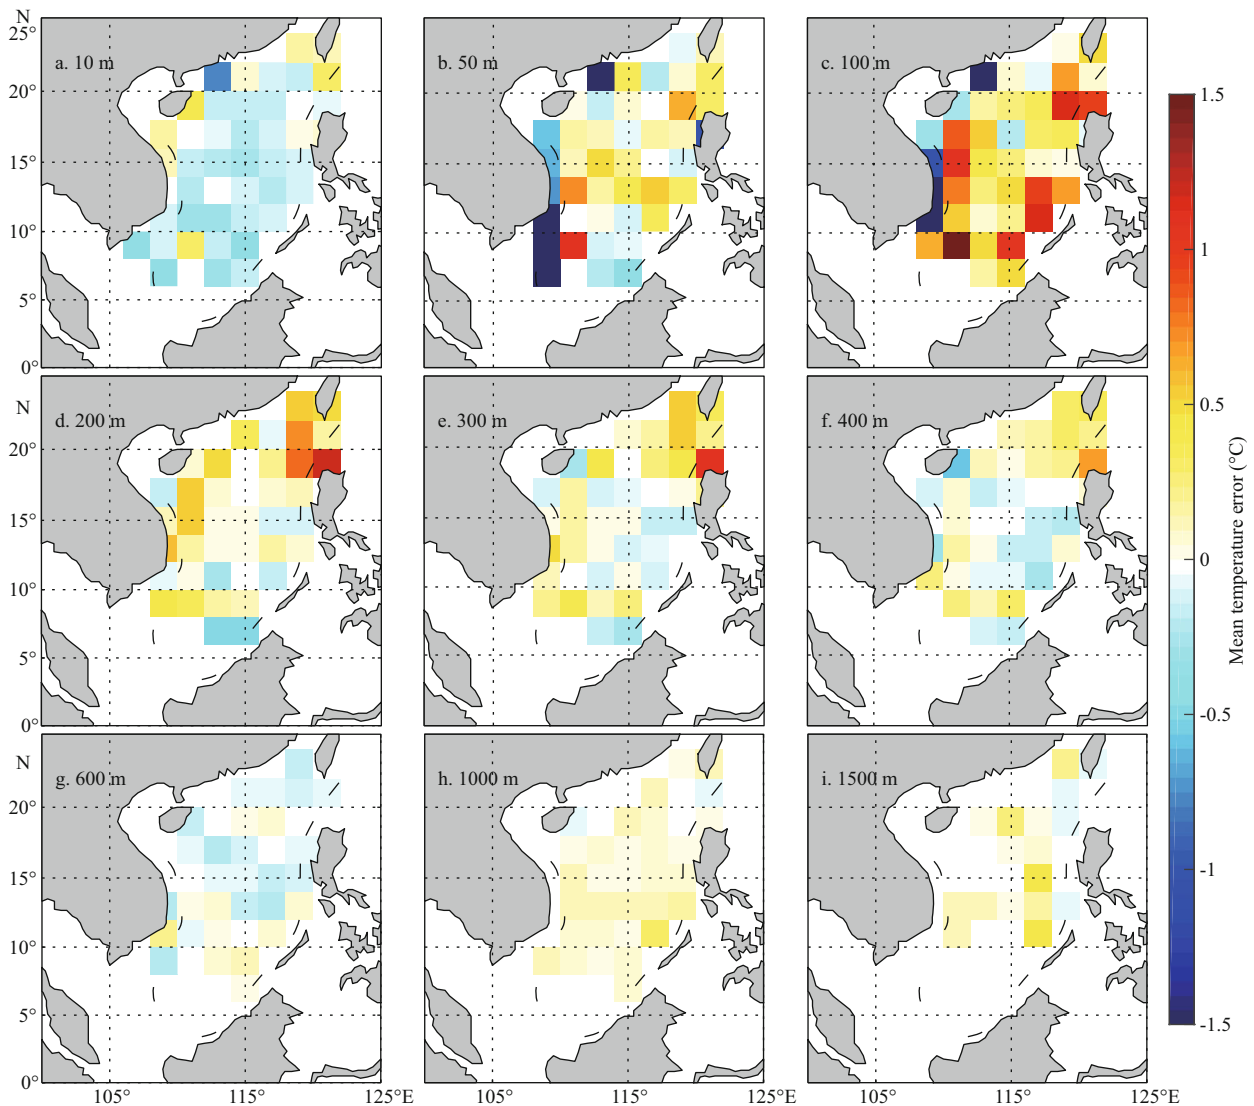 N
25°
20°
15°
10°
5°
0°
a. 10 m
b. 50 m
c. 100 m
N
20°
15°
10°
5°
0°
d. 200 m
e. 300 m
f. 400 m
N
20°
15°
10°
5°
0°
g. 600 m
h. 1000 m
i. 1500 m
105°
115°
125°E
105°
115°
125°E
105°
115°
125°E
1.5
1
0.5
0
-0.5
-1
-1.5
Mean temperature error (°C)